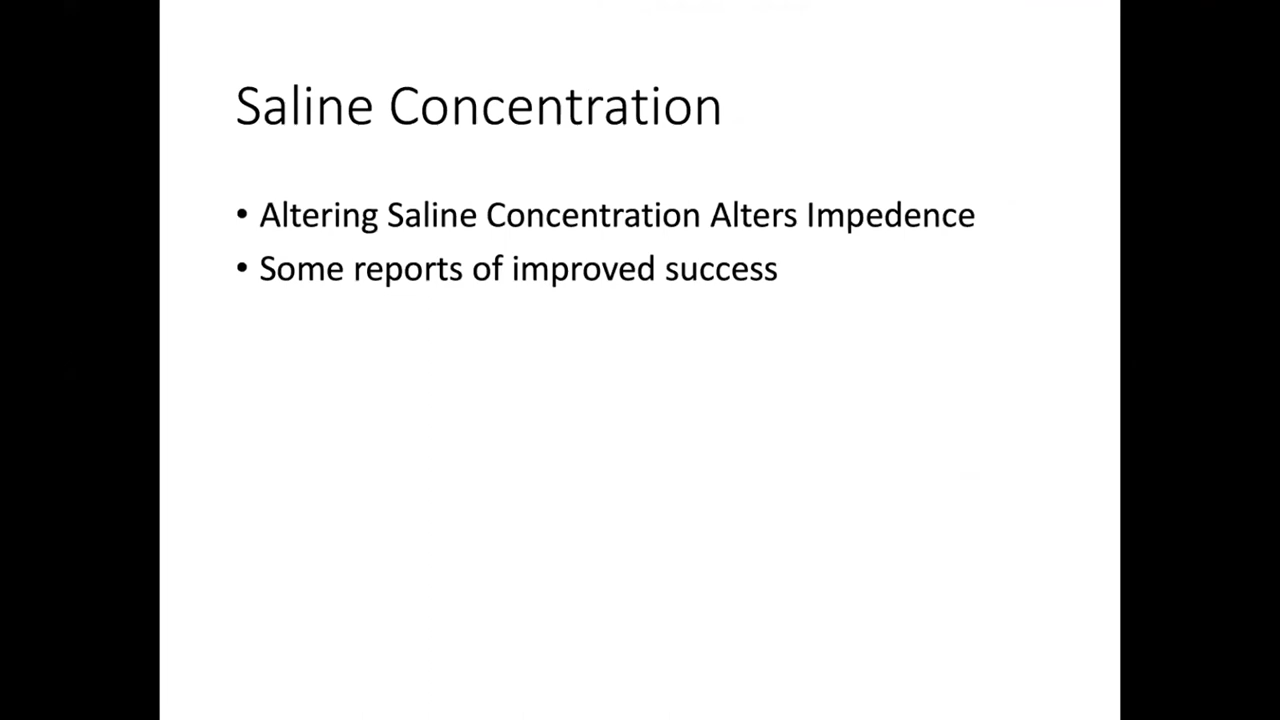 Saline Concentration
• Altering Saline Concentration Alters Impedence
• Some reports of improved success